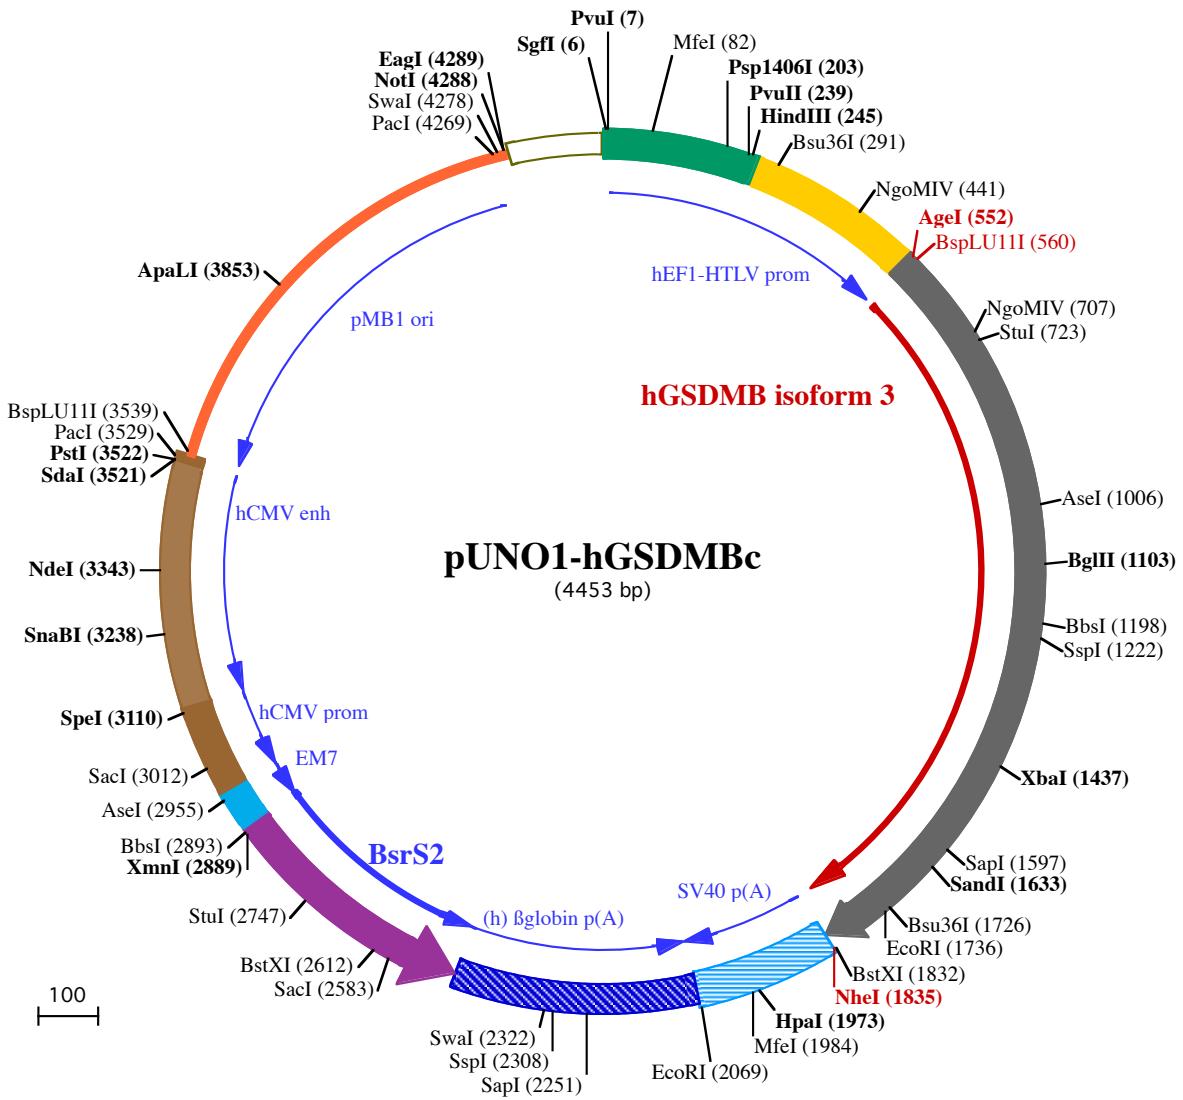 PvuI (7)
SgfI (6)
MfeI (82)
EagI (4289)
NotI (4288)
SwaI (4278)
PacI (4269)
Psp1406I (203)
PvuII (239)
HindIII (245)
Bsu36I (291)
NgoMIV (441)
AgeI (552)
BspLU11I (560)
hEF1-HTLV prom
ApaLI (3853)
pMB1 ori
NgoMIV (707)
StuI (723)
hGSDMB isoform 3
BspLU11I (3539)
PacI (3529)
PstI (3522)
SdaI (3521)
hCMV enh
AseI (1006)
pUNO1-hGSDMBc
(4453 bp)
NdeI (3343)
BglII (1103)
SnaBI (3238)
BbsI (1198)
SspI (1222)
SpeI (3110)
hCMV prom
EM7
SacI (3012)
AseI (2955)
XbaI (1437)
BbsI (2893)
XmnI (2889)
BsrS2
SapI (1597)
SandI (1633)
SV40 p(A)
StuI (2747)
(h) ßglobin p(A)
Bsu36I (1726)
EcoRI (1736)
BstXI (2612)
SacI (2583)
BstXI (1832)
NheI (1835)
100
HpaI (1973)
MfeI (1984)
SwaI (2322)
SspI (2308)
SapI (2251)
EcoRI (2069)